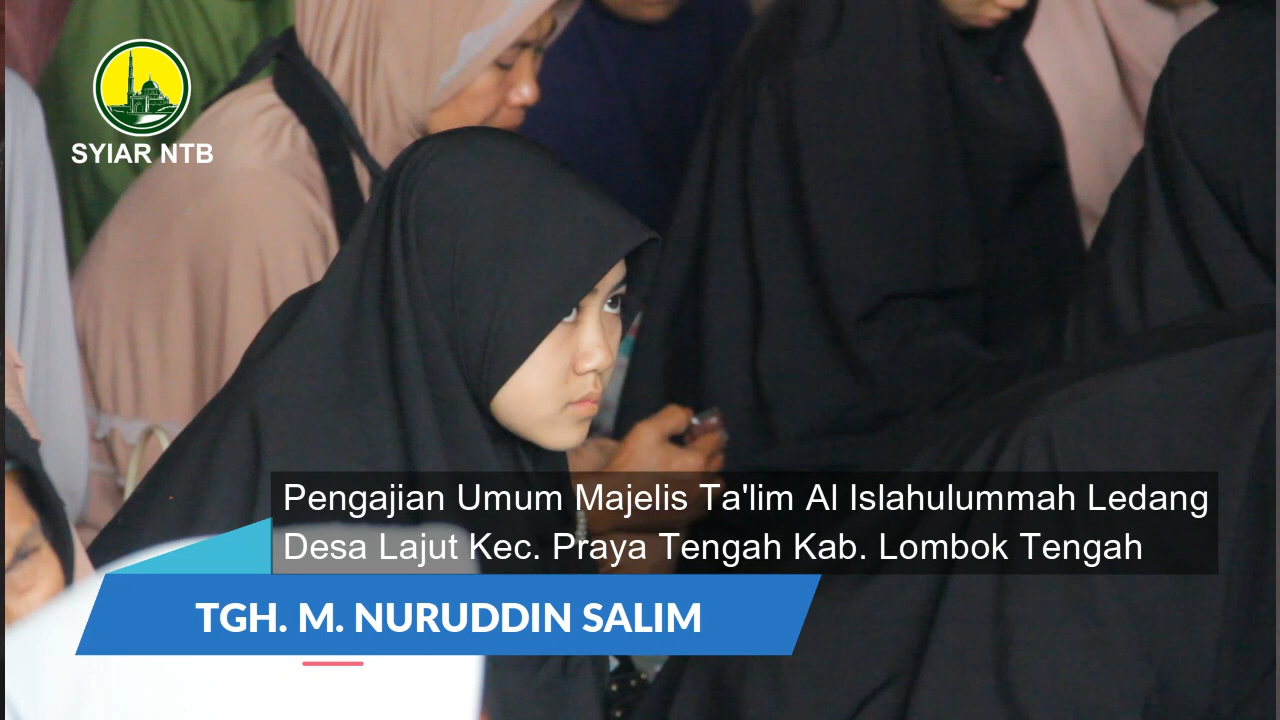 SYIAR NTB
Pengajian Umum Majelis Ta'lim Al Islahulummah Ledang
Desa Lajut Kec. Praya Tengah Kab. Lombok Tengah
TGH. M. NURUDDIN SALIM